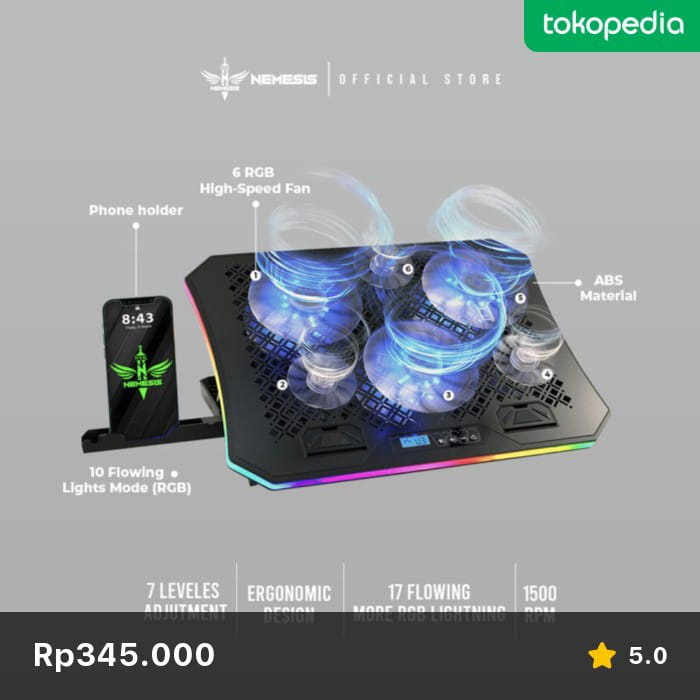 tokopedia
NEMESIS
NEMESIS
OFFICIAL STORE
6 RGB
High-Speed Fan
Phone holder
1
6
5
ABS
Material
8:43
NEMESIS
2
3
4
10 Flowing
Lights Mode (RGB)
7 LEVELES
ADJUTMENT
ERGONOMIC
DESIGN
17 FLOWING
MORE RGB LIGHTNING
1500
RPM
Rp345.000
5.0